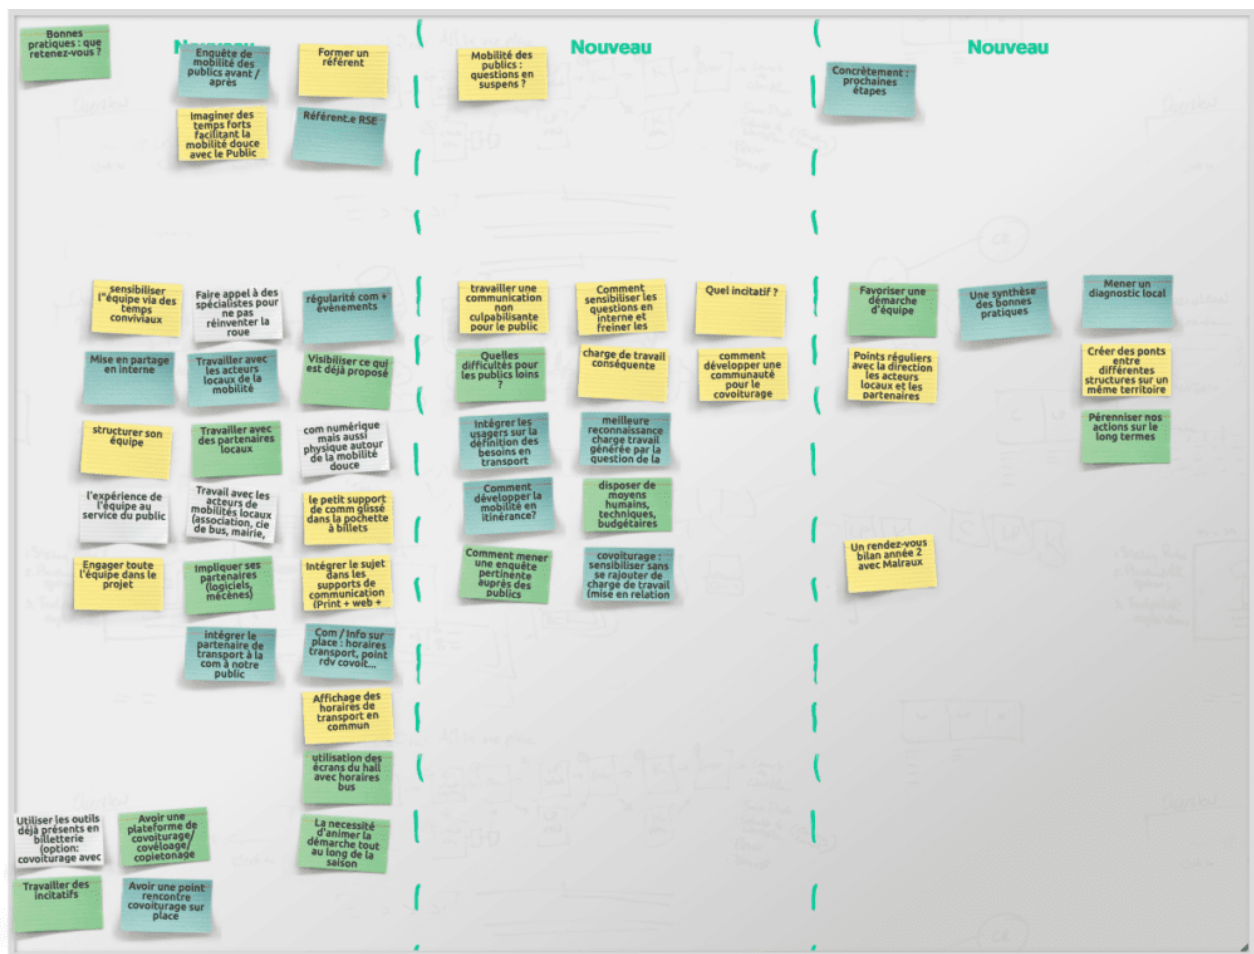 Bonnes
pratiques : que
retenez-vous ?
Nouveau
Enquête de
mobilité des
publics avant /
après
Former un
référent
Imaginer des
temps forts
facilitant la
mobilité douce
avec le Public
Référent.e RSE
sensibiliser
l"équipe via des
temps
conviviaux
Faire appel à des
spécialistes pour
ne pas
réinventer la
roue
régularité com +
évènements
Mise en partage
en interne
Travailler avec
les acteurs
locaux de la
mobilité
Visibiliser ce qui
est déjà proposé
structurer son
équipe
Travailler avec
des partenaires
locaux
com numérique
mais aussi
physique autour
de la mobilité
douce
l'expérience de
l'équipe au
service du public
Travail avec les
acteurs de
mobilités locaux
(association, cie
de bus, mairie,
le petit support
de comm glissé
dans la pochette
à billets
Engager toute
l'équipe dans le
projet
Impliquer ses
partenaires
(logiciels,
mécènes)
Intégrer le sujet
dans les
supports de
communication
(Print + web +
intégrer le
partenaire de
transport à la
com à notre
public
Com / Info sur
place : horaires
transport, point
rdv covoit...
Affichage des
horaires de
transport en
commun
utilisation des
écrans du hall
avec horaires
bus
Utiliser les outils
déjà présents en
billetterie
(option:
covoiturage avec
Avoir une
plateforme de
covoiturage/
covéloage/
copietonage
La necessité
d'animer la
démarche tout
au long de la
saison
Travailler des
incitatifs
Avoir une point
rencontre
covoiturage sur
place
Nouveau
Mobilité des
publics :
questions en
suspens ?
travailler une
communication
non
culpabilisante
pour le public
Comment
sensibiliser les
questions en
interne et
freiner les
Quel incitatif ?
Quelles
difficultés pour
les publics loins
?
charge de travail
conséquente
comment
développer une
communauté
pour le
covoiturage
Intégrer les
usagers sur la
définition des
besoins en
transport
meilleure
reconnaissance
charge travail
générée par la
question de la
Comment
développer la
mobilité en
itinérance?
disposer de
moyens
humains,
techniques,
budgétaires
Comment mener
une enquête
pertinente
auprès des
publics
covoiturage :
sensibiliser sans
se rajouter de
charge de travail
(mise en relation
Nouveau
Concrètement :
prochaines
étapes
Favoriser une
démarche
d'équipe
Une synthèse
des bonnes
pratiques
Mener un
diagnostic local
Points réguliers
avec la direction
les acteurs
locaux et les
partenaires
Créer des ponts
entre
différentes
structures sur un
même territoire
Pérenniser nos
actions sur le
long termes
Un rendez-vous
bilan année 2
avec Malraux